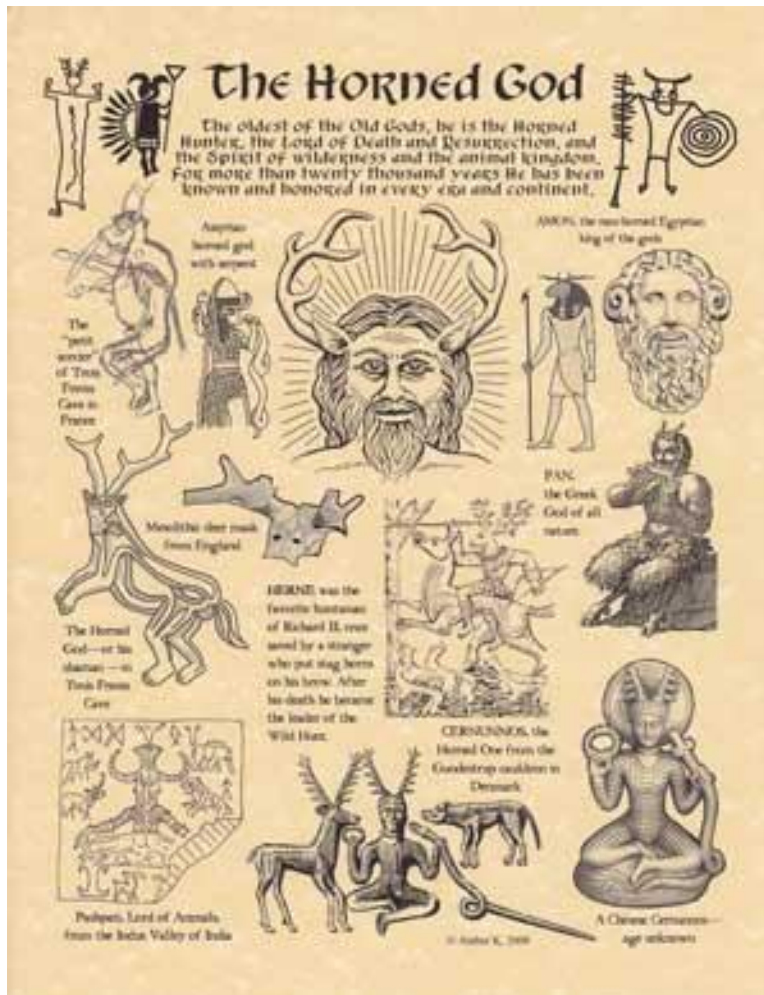 The Horned God
The oldest of the Old Gods, he is the Horned
Hunter, the Lord of Death and Resurrection, and
the Spirit of wilderness and the animal kingdom.
For more than twenty thousand years He has been
known and honored in every era and continent.
horned god
with serpent
AMON, the ram-horned Egyptian
king of the gods
The
"petit
sorcier"
of Trois
Freres
Cave in
France
PAN,
the Greek
God of all
nature
Mesolithic deer mask
from England
HERNE was the
favorite huntsman
of Richard II, once
saved by a stranger
who put stag horns
on his brow. After
his death he became
the leader of the
Wild Hunt.
The Horned
God—or his
shaman—in
Trois Freres
Cave
CERNUNNOS, the
Horned One from the
Gundestrup cauldron in
Denmark
Pashpati, Lord of Animals
from the Indus Valley of India
© Amber K,
A Chinese Cernunnos—
age unknown